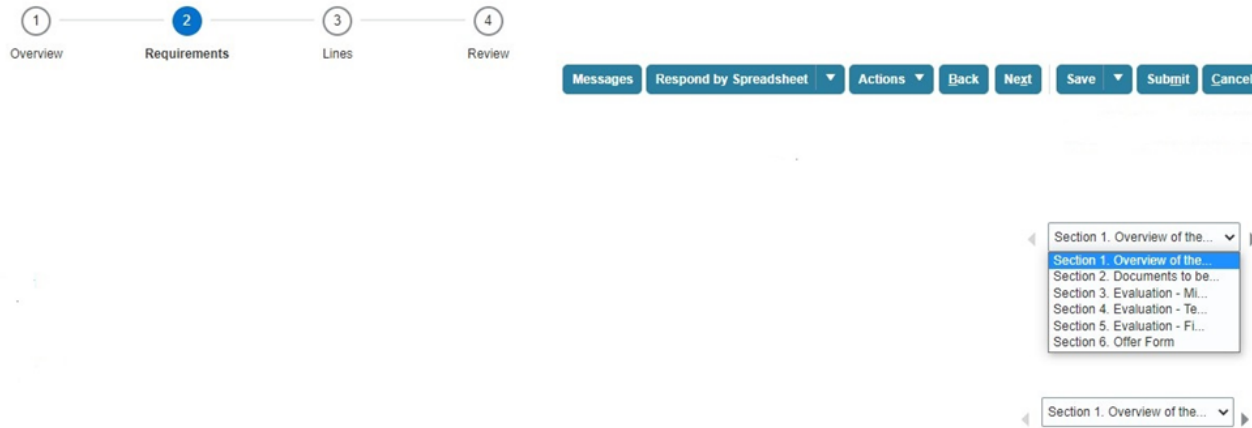 1 2 3 4
Overview Requirements Lines Review
Messages Respond by Spreadsheet Actions Back Next Save Submit Cancel
Section 1. Overview of the...
Section 1. Overview of the...
Section 2. Documents to be...
Section 3. Evaluation - Mi...
Section 4. Evaluation - Te...
Section 5. Evaluation - Fi...
Section 6. Offer Form
Section 1. Overview of the...